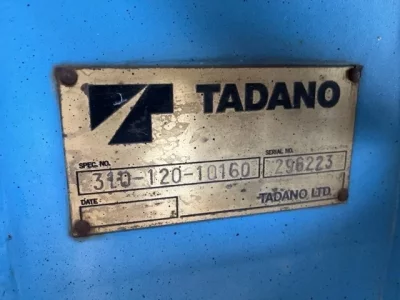 TADANO
SPEC. NO. SERIAL NO.
310-120-10160 296223
DATE
TADANO LTD.